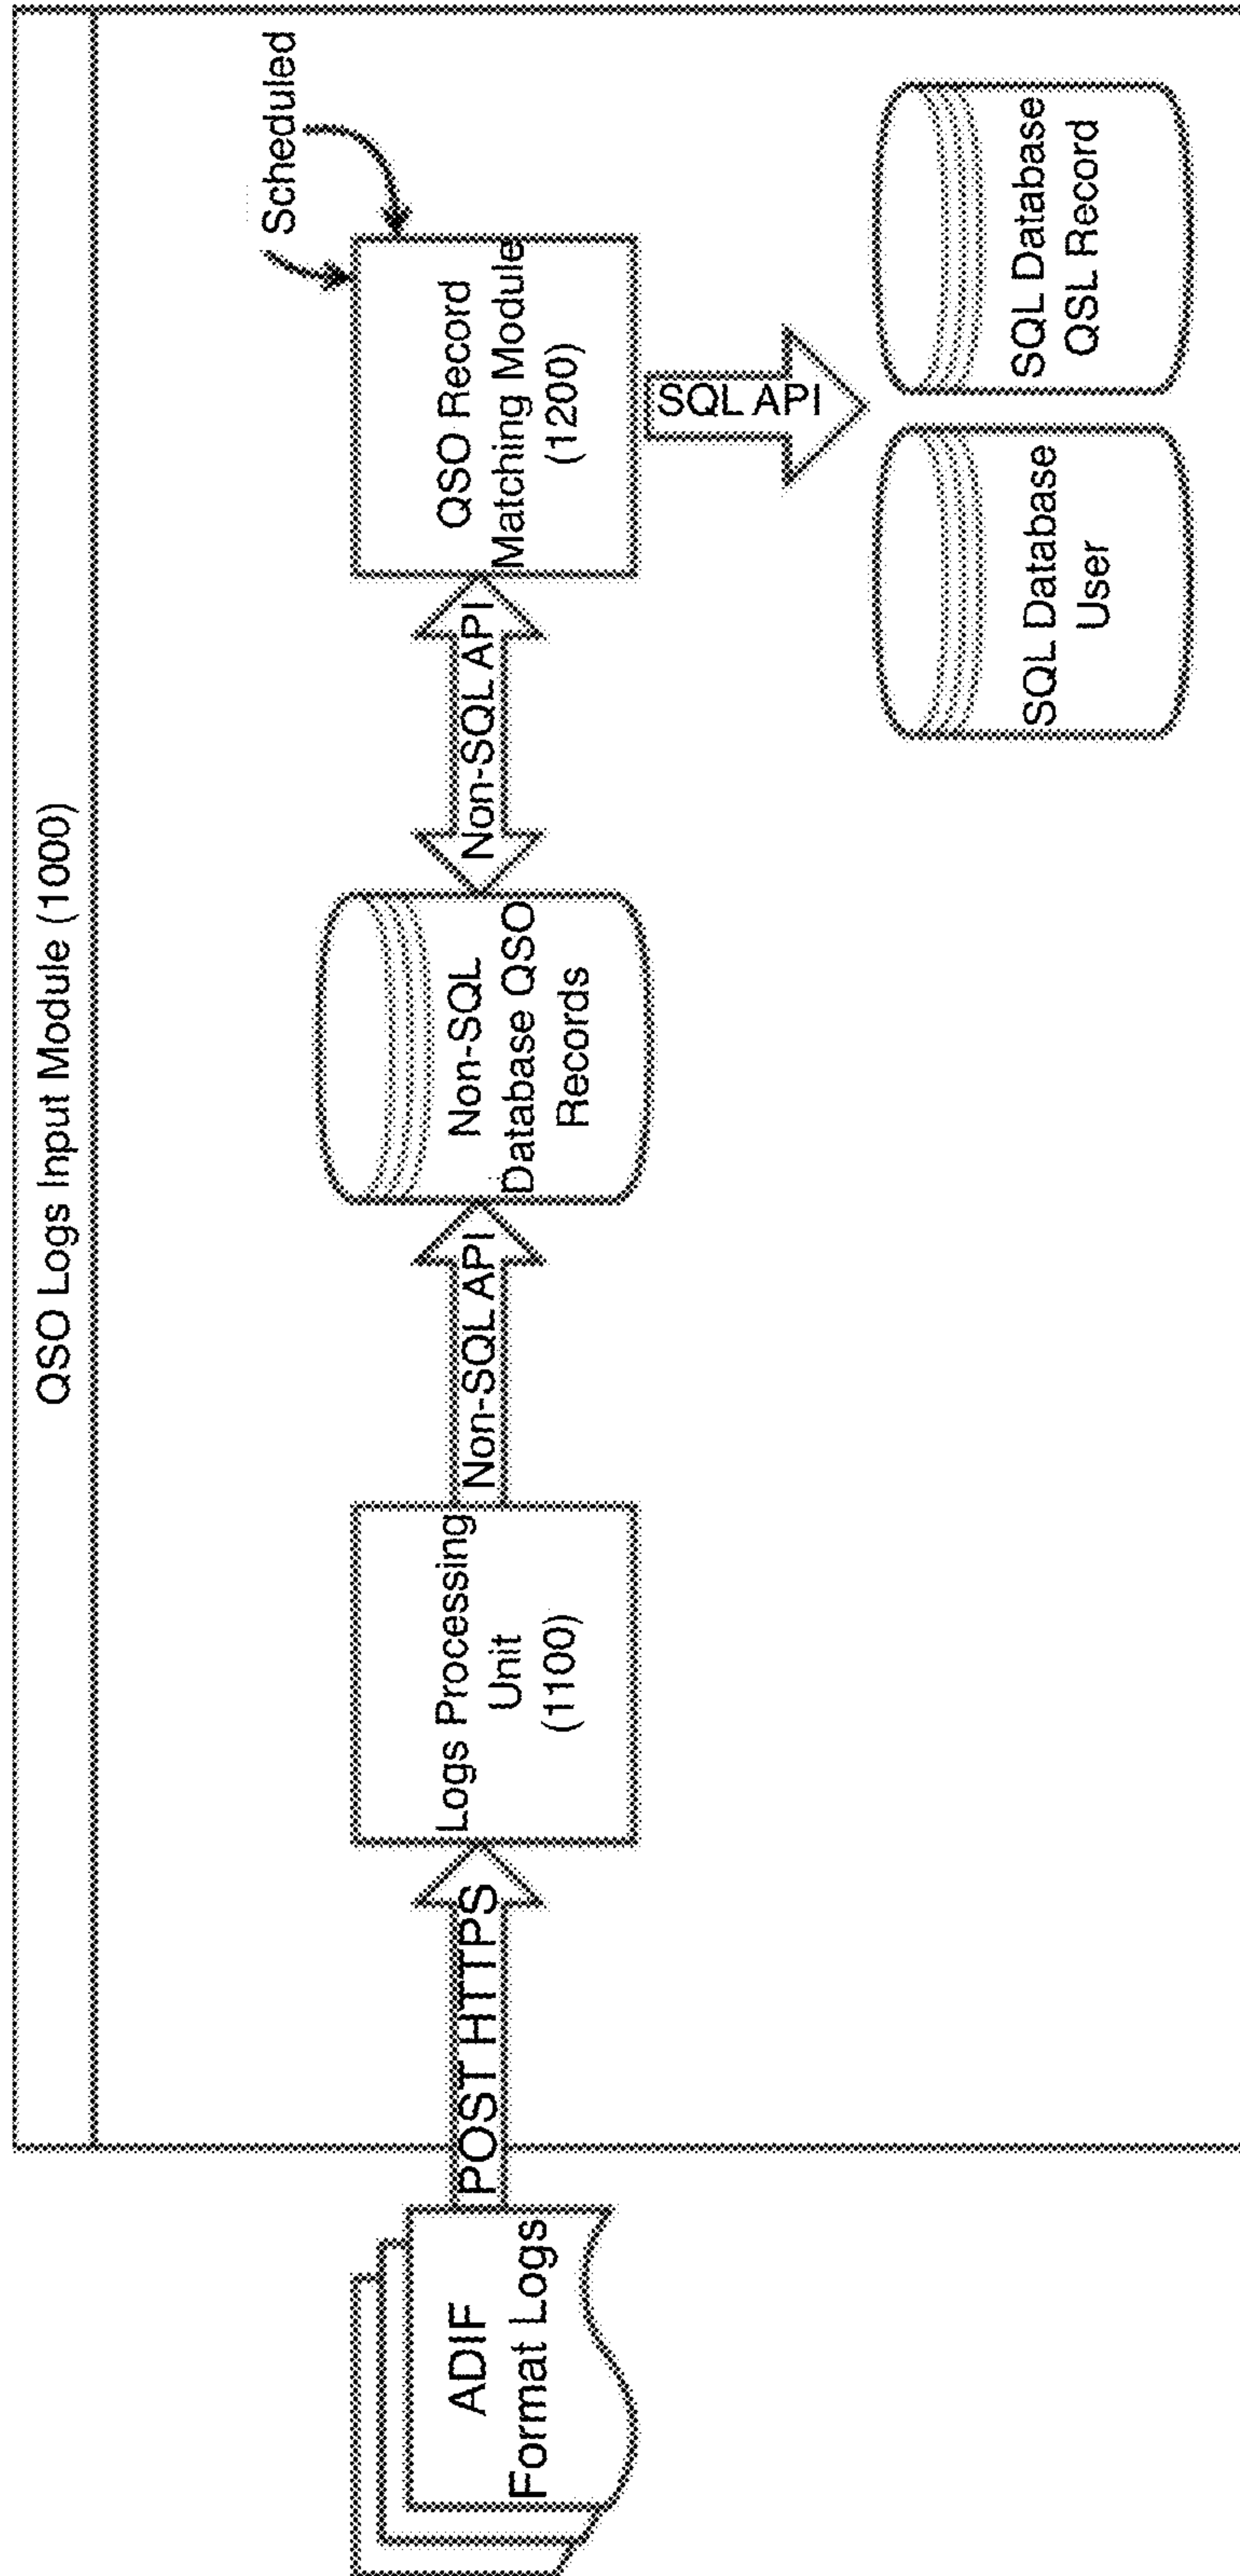 QSO Logs Input Module (1000)
ADIF
Format Logs
POST HTTPS
Logs Processing
Unit
(1100)
Non-SQL API
Non-SQL
Database QSO
Records
Non-SQL API
QSO Record
Matching Module
(1200)
Scheduled
SQL API
SQL Database
User
SQL Database
QSL Record